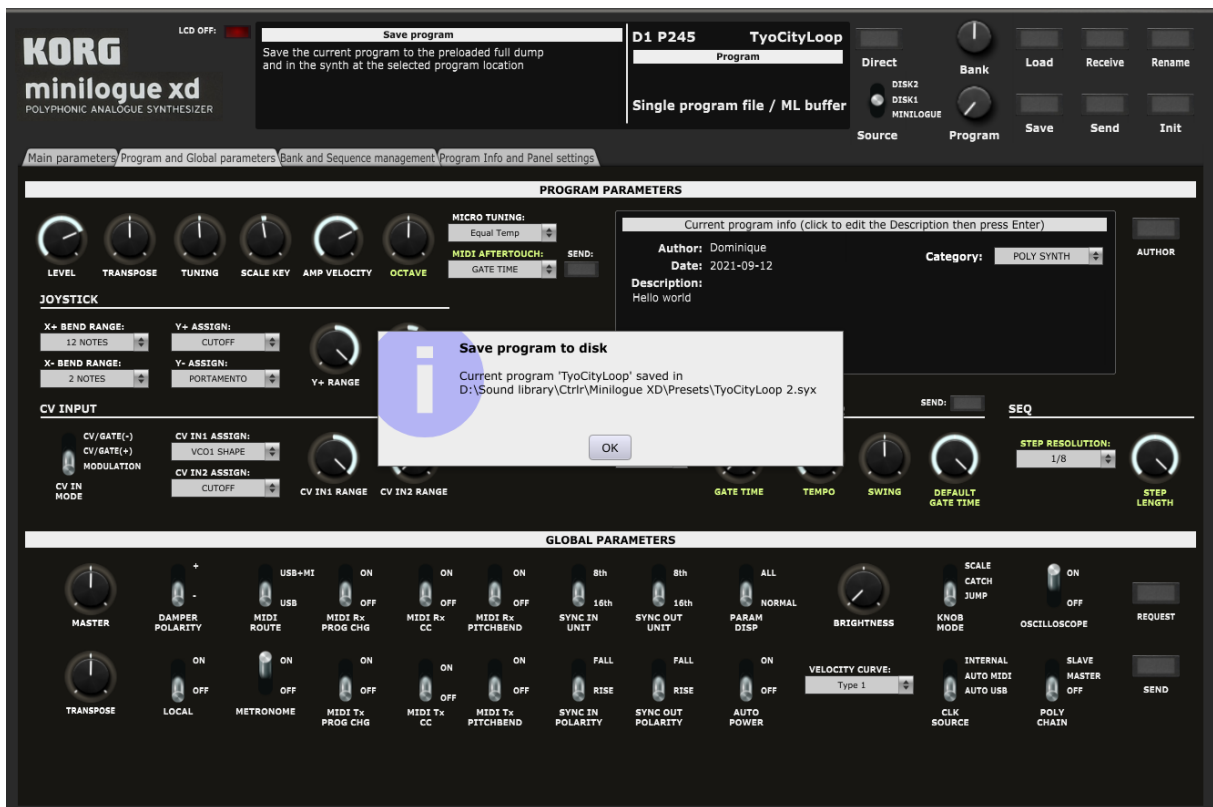 KORG
minilogue xd
POLYPHONIC ANALOGUE SYNTHESIZER
LCD OFF:
Save program
Save the current program to the preloaded full dump
and in the synth at the selected program location
D1 P245 TyoCityLoop
Program
Single program file / ML buffer
Direct
DISK2
DISK1
MINILOGUE
Source
Bank
Program
Load Receive Rename
Save Send Init
Main parameters Program and Global parameters Bank and Sequence management Program Info and Panel settings
PROGRAM PARAMETERS
LEVEL TRANSPOSE TUNING SCALE KEY AMP VELOCITY OCTAVE
MICRO TUNING:
Equal Temp
MIDI AFTERTOUCH: SEND:
GATE TIME
Current program info (click to edit the Description then press Enter)
Author: Dominique
Date: 2021-09-12
Category: POLY SYNTH
Description:
Hello world
AUTHOR
JOYSTICK
X+ BEND RANGE: Y+ ASSIGN:
12 NOTES CUTOFF
X- BEND RANGE: Y- ASSIGN:
2 NOTES PORTAMENTO
Y+ RANGE
Save program to disk
Current program 'TyoCityLoop' saved in
D:\Sound library\Ctrlr\Minilogue XD\Presets\TyoCityLoop 2.syx
OK
CV INPUT
CV/GATE(-)
CV/GATE(+)
MODULATION
CV IN
MODE
CV IN1 ASSIGN:
VCO1 SHAPE
CV IN2 ASSIGN:
CUTOFF
CV IN1 RANGE CV IN2 RANGE
SEND:
GATE TIME TEMPO SWING DEFAULT
GATE TIME
SEQ
STEP RESOLUTION:
1/8
STEP
LENGTH
GLOBAL PARAMETERS
MASTER
+
-
DAMPER
POLARITY
USB+MI
USB
MIDI
ROUTE
ON
OFF
MIDI Rx
PROG CHG
ON
OFF
MIDI Rx
CC
ON
OFF
MIDI Rx
PITCHBEND
8th
16th
SYNC IN
UNIT
8th
16th
SYNC OUT
UNIT
ALL
NORMAL
PARAM
DISP
BRIGHTNESS
SCALE
CATCH
JUMP
KNOB
MODE
ON
OFF
OSCILLOSCOPE
REQUEST
TRANSPOSE
ON
OFF
LOCAL
ON
OFF
METRONOME
ON
OFF
MIDI Tx
PROG CHG
ON
OFF
MIDI Tx
CC
ON
OFF
MIDI Tx
PITCHBEND
FALL
RISE
SYNC IN
POLARITY
FALL
RISE
SYNC OUT
POLARITY
ON
OFF
AUTO
POWER
VELOCITY CURVE:
Type 1
INTERNAL
AUTO MIDI
AUTO USB
CLK
SOURCE
SLAVE
MASTER
OFF
POLY
CHAIN
SEND